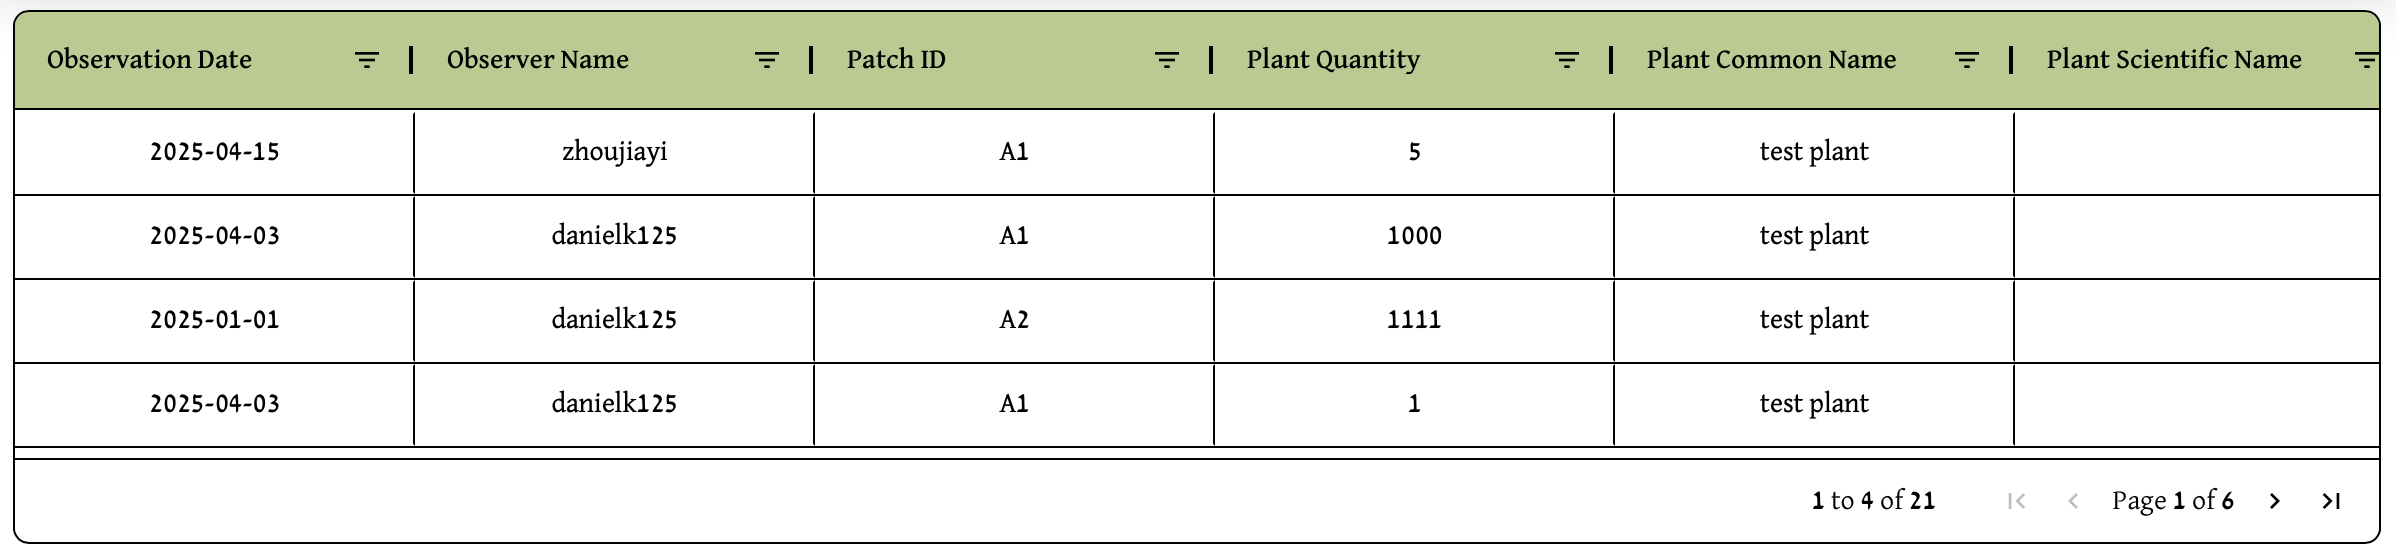 Observation Date Observer Name Patch ID Plant Quantity Plant Common Name Plant Scientific Name
2025-04-15 zhoujiayi A1 5 test plant
2025-04-03 danielk125 A1 1000 test plant
2025-01-01 danielk125 A2 1111 test plant
2025-04-03 danielk125 A1 1 test plant
1 to 4 of 21 Page 1 of 6